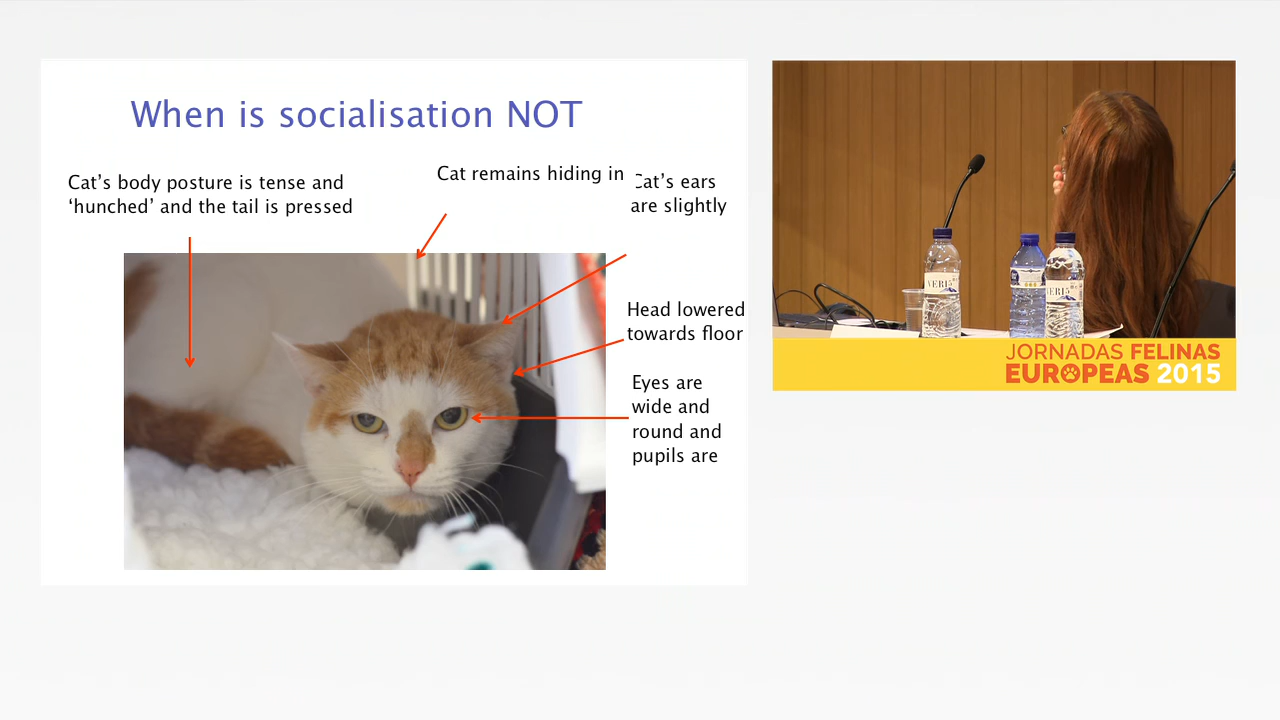 When is socialisation NOT
Cat's body posture is tense and
'hunched' and the tail is pressed
Cat remains hiding in
Cat's ears
are slightly
Head lowered
towards floor
Eyes are
wide and
round and
pupils are
JORNADAS FELINAS
EUROPEAS 2015